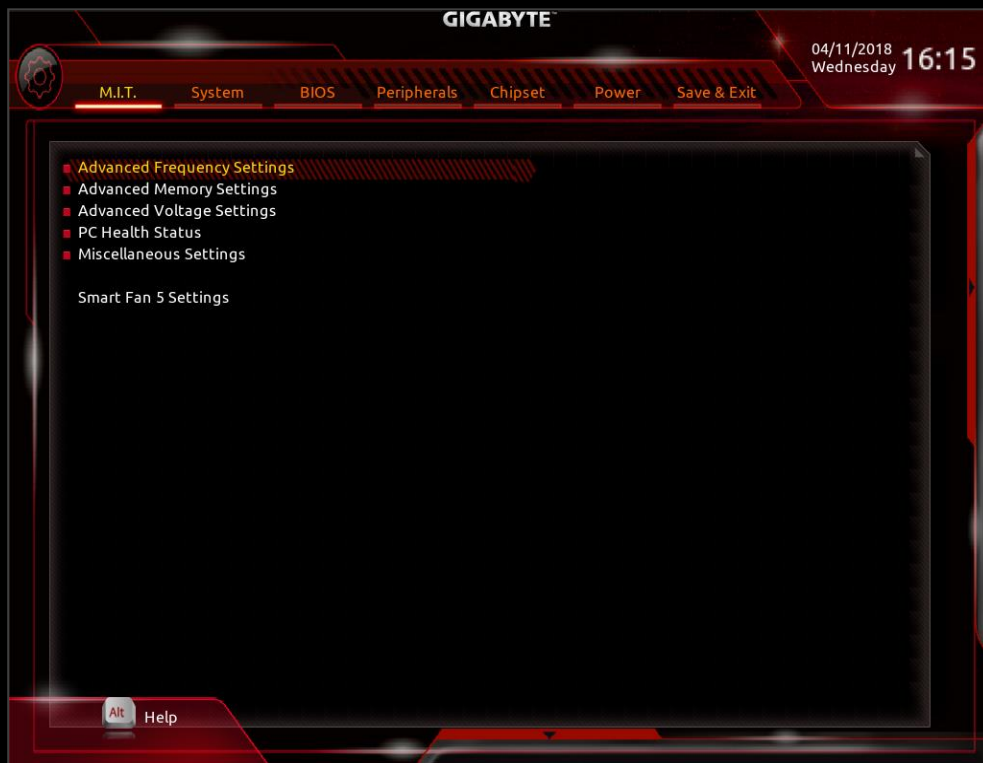 GIGABYTE™
04/11/2018
Wednesday 16:15
M.I.T. System BIOS Peripherals Chipset Power Save & Exit
Advanced Frequency Settings
Advanced Memory Settings
Advanced Voltage Settings
PC Health Status
Miscellaneous Settings
Smart Fan 5 Settings
Alt Help